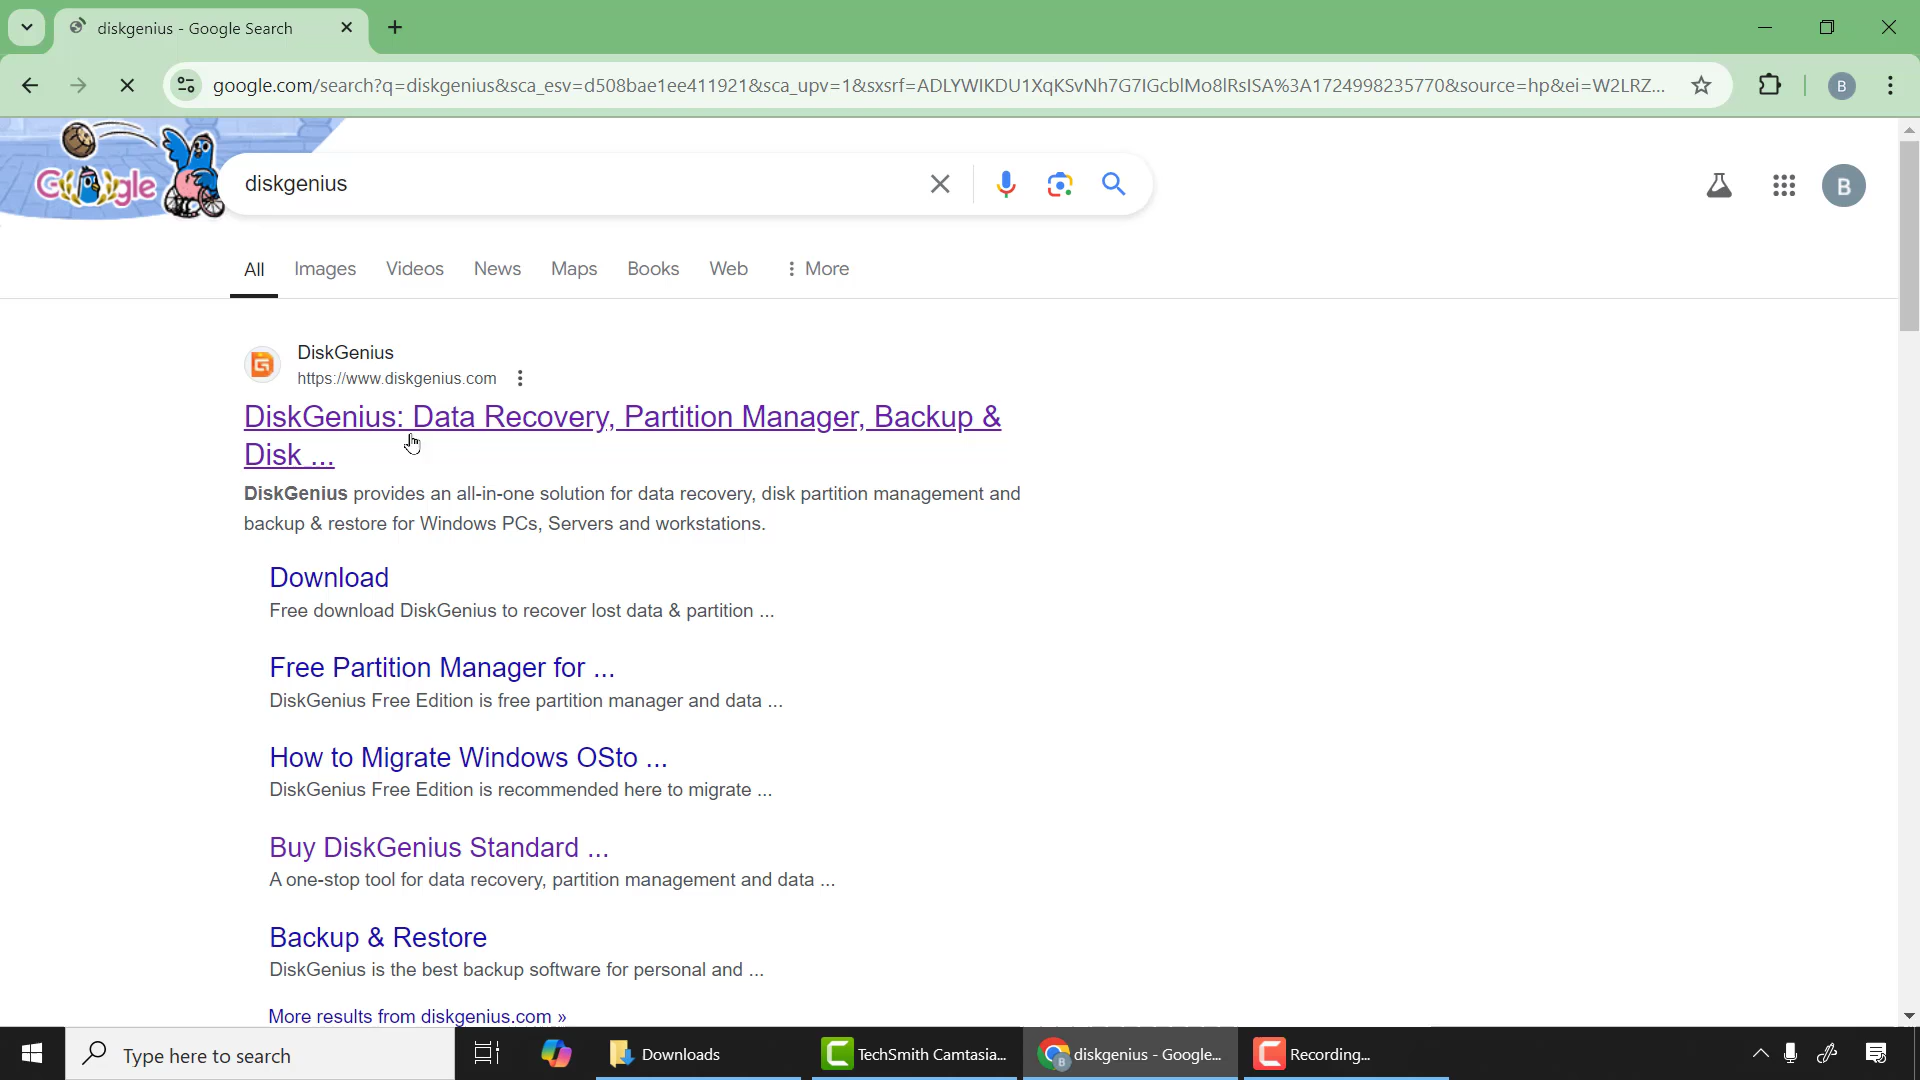 diskgenius - Google Search
google.com/search?q=diskgenius&sca_esv=d508bae1ee411921&sca_upv=1&sxsrf=ADLYWIKDU1XqKSvNh7G7IGcblMo8lRsISA%3A1724998235770&source=hp&ei=W2LRZ...
B
Google
diskgenius
B
All Images Videos News Maps Books Web More
DiskGenius
https://www.diskgenius.com
DiskGenius: Data Recovery, Partition Manager, Backup &
Disk ...
DiskGenius provides an all-in-one solution for data recovery, disk partition management and
backup & restore for Windows PCs, Servers and workstations.
Download
Free download DiskGenius to recover lost data & partition ...
Free Partition Manager for ...
DiskGenius Free Edition is free partition manager and data ...
How to Migrate Windows OSto ...
DiskGenius Free Edition is recommended here to migrate ...
Buy DiskGenius Standard ...
A one-stop tool for data recovery, partition management and data ...
Backup & Restore
DiskGenius is the best backup software for personal and ...
More results from diskgenius.com »
Type here to search
Downloads
TechSmith Camtasia...
B
diskgenius - Google...
Recording...